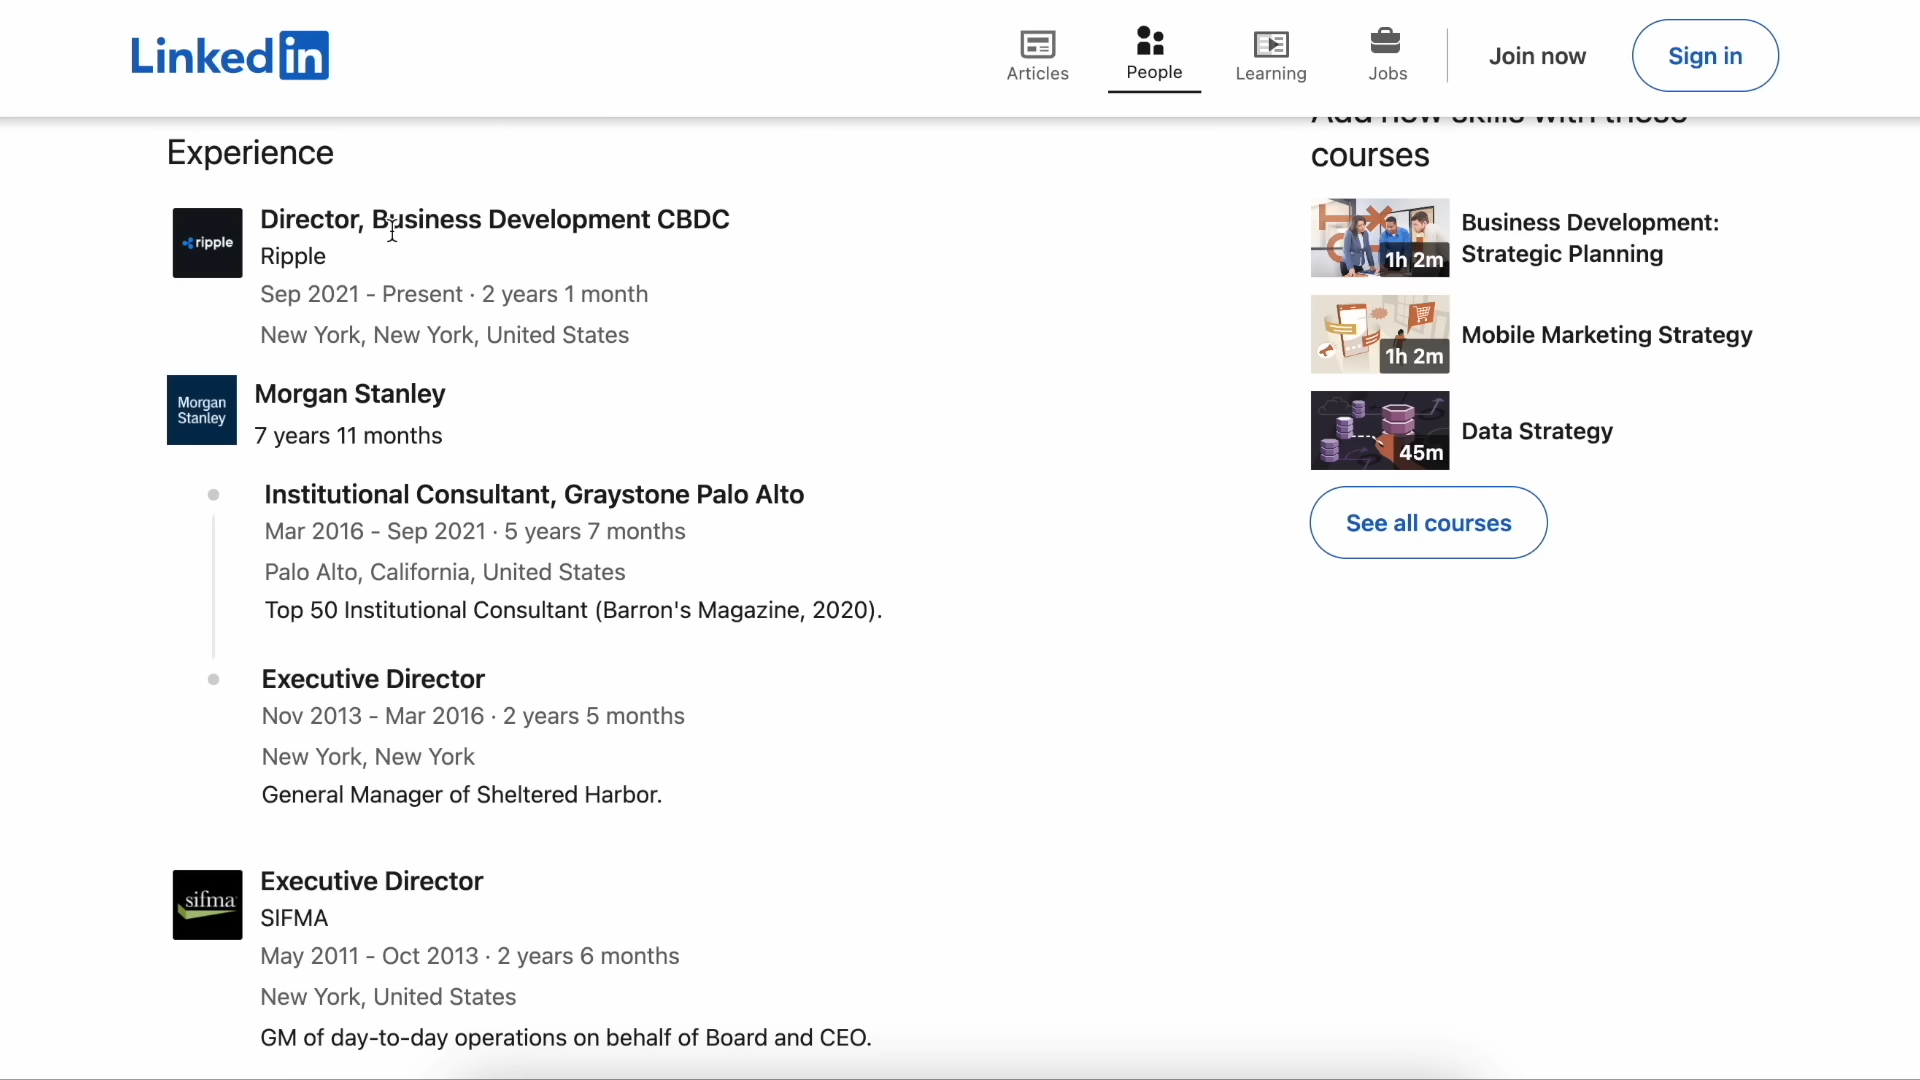 LinkedIn
Articles
People
Learning
Jobs
Join now
Sign in
Experience
ripple
Director, Business Development CBDC
Ripple
Sep 2021 - Present · 2 years 1 month
New York, New York, United States
Morgan
Stanley
Morgan Stanley
7 years 11 months
Institutional Consultant, Graystone Palo Alto
Mar 2016 - Sep 2021 · 5 years 7 months
Palo Alto, California, United States
Top 50 Institutional Consultant (Barron's Magazine, 2020).
Executive Director
Nov 2013 - Mar 2016 · 2 years 5 months
New York, New York
General Manager of Sheltered Harbor.
sifma
Executive Director
SIFMA
May 2011 - Oct 2013 · 2 years 6 months
New York, United States
GM of day-to-day operations on behalf of Board and CEO.
Add new skills with these
courses
1h 2m
Business Development:
Strategic Planning
1h 2m
Mobile Marketing Strategy
45m
Data Strategy
See all courses